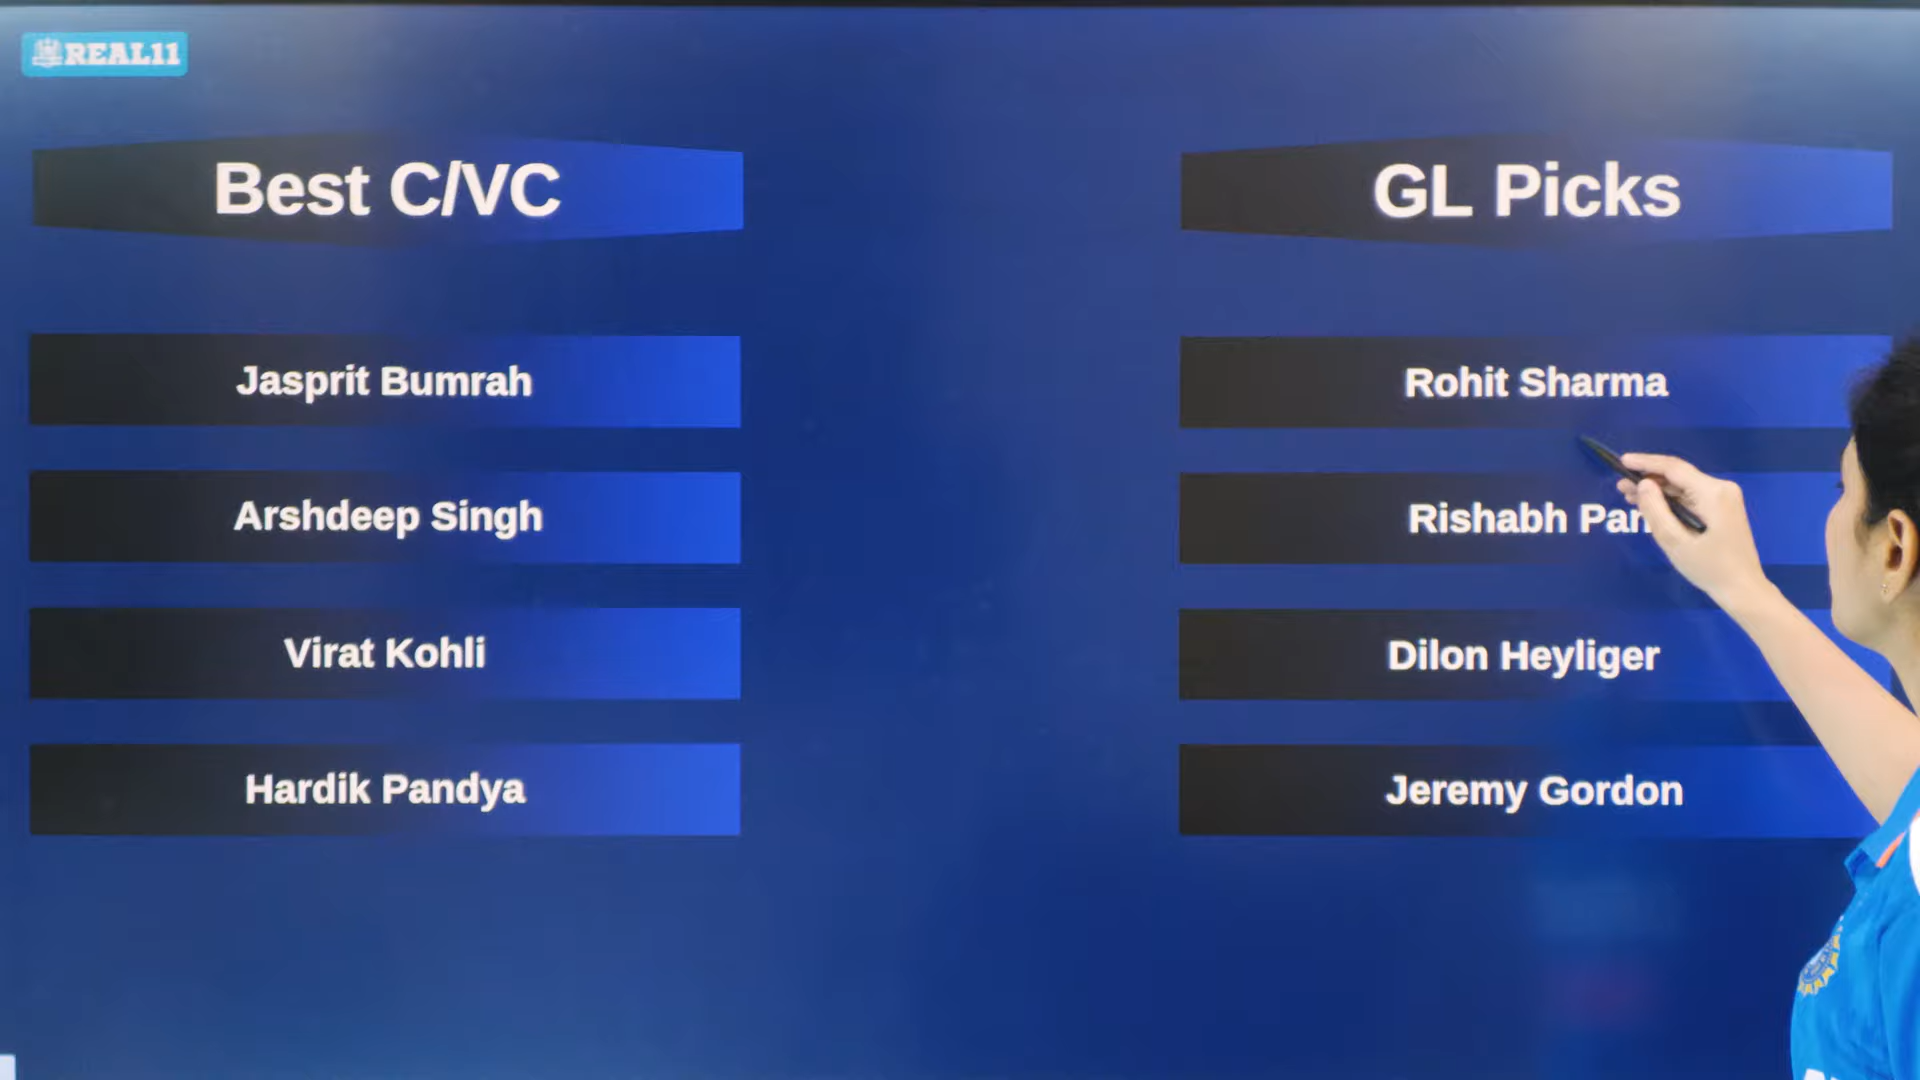 REAL11
Best C/VC
Jasprit Bumrah
Arshdeep Singh
Virat Kohli
Hardik Pandya
GL Picks
Rohit Sharma
Rishabh
Dilon Heyliger
Jeremy Gordon